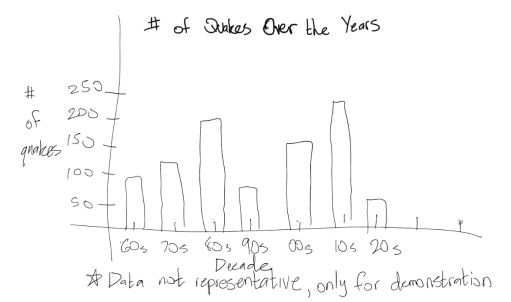 # of Quakes Over the Years
#
of
quakes
250
200
150
100
50
60s 70s 80s 90s 00s 10s 20s
Decade
☆ Data not representative, only for demonstration